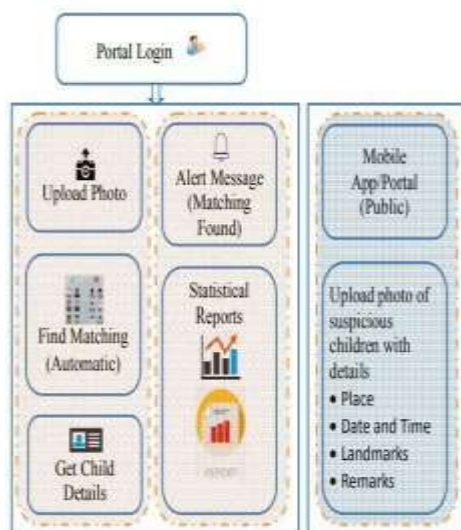 Portal Login
Upload Photo
Find Matching
(Automatic)
Get Child
Details
Alert Message
(Matching
Found)
Statistical
Reports
REPORT
Mobile
App/Portal
(Public)
Upload photo of
suspicious
children with
details
• Place
• Date and Time
• Landmarks
• Remarks